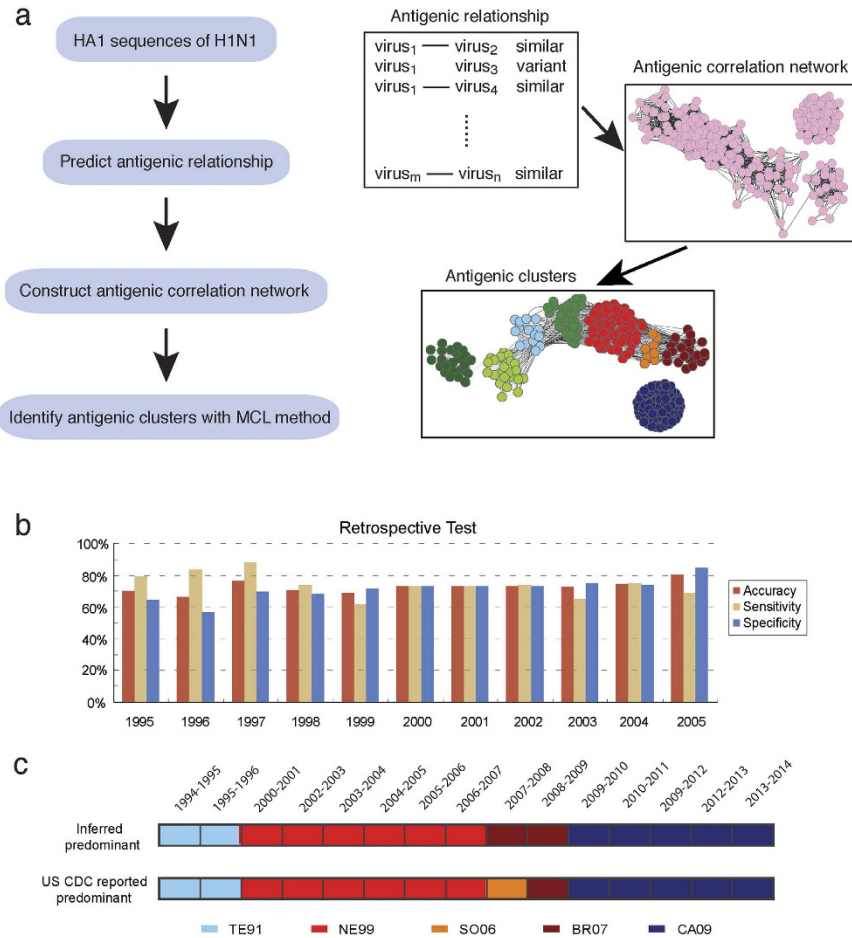 a
HA1 sequences of H1N1
Predict antigenic relationship
Construct antigenic correlation network
Identify antigenic clusters with MCL method
Antigenic relationship
virus1 — virus2 similar
virus1 virus3 variant
virus1 — virus4 similar
virusm — virusn similar
Antigenic correlation network
Antigenic clusters
b
Retrospective Test
100%
80%
60%
40%
20%
0%
1995 1996 1997 1998 1999 2000 2001 2002 2003 2004 2005
Accuracy
Sensitivity
Specificity
c
1994-1995 1995-1996 2000-2001 2002-2003 2003-2004 2004-2005 2005-2006 2006-2007 2007-2008 2008-2009 2009-2010 2010-2011 2009-2012 2012-2013 2013-2014
Inferred
predominant
US CDC reported
predominant
TE91 NE99 SO06 BR07 CA09